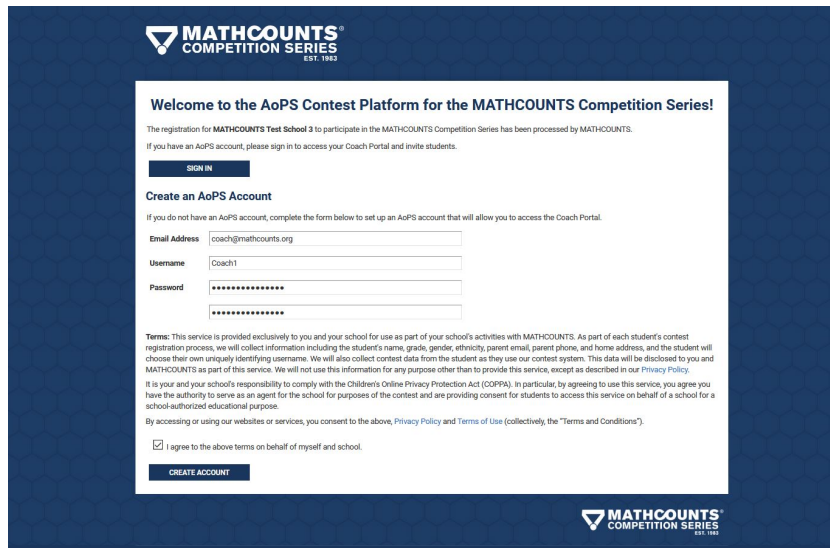 MATHCOUNTS®
COMPETITION SERIES
EST. 1983
Welcome to the AoPS Contest Platform for the MATHCOUNTS Competition Series!
The registration for MATHCOUNTS Test School 3 to participate in the MATHCOUNTS Competition Series has been processed by MATHCOUNTS.
If you have an AoPS account, please sign in to access your Coach Portal and invite students.
SIGN IN
Create an AoPS Account
If you do not have an AoPS account, complete the form below to set up an AoPS account that will allow you to access the Coach Portal.
Email Address coach@mathcounts.org
Username Coach1
Password
Terms: This service is provided exclusively to you and your school for use as part of your school's activities with MATHCOUNTS. As part of each student's contest
registration process, we will collect information including the student's name, grade, gender, ethnicity, parent email, parent phone, and home address, and the student will
choose their own uniquely identifying username. We will also collect contest data from the student as they use our contest system. This data will be disclosed to you and
MATHCOUNTS as part of this service. We will not use this information for any purpose other than to provide this service, except as described in our Privacy Policy.
It is your and your school's responsibility to comply with the Children's Online Privacy Protection Act (COPPA). In particular, by agreeing to use this service, you agree you
have the authority to serve as an agent for the school for purposes of the contest and are providing consent for students to access this service on behalf of a school for a
school-authorized educational purpose.
By accessing or using our websites or services, you consent to the above, Privacy Policy and Terms of Use (collectively, the "Terms and Conditions").
I agree to the above terms on behalf of myself and school.
CREATE ACCOUNT
MATHCOUNTS®
COMPETITION SERIES
EST. 1983